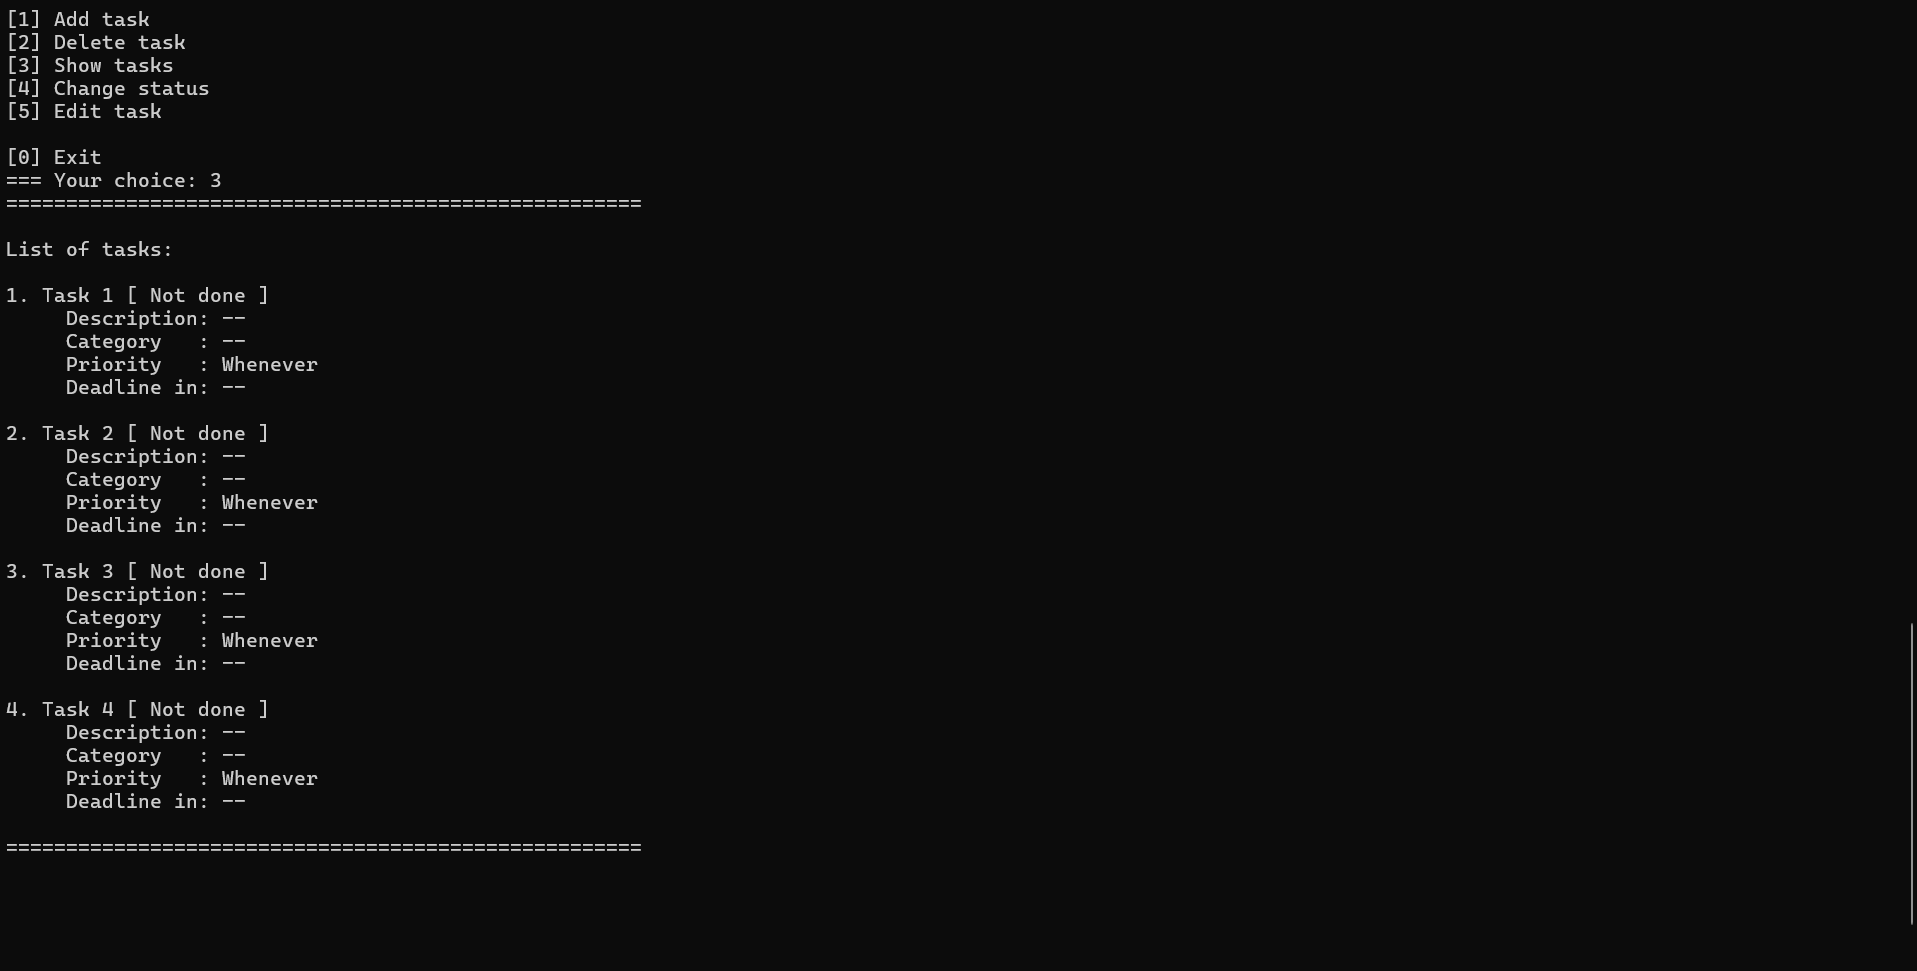 [1] Add task
[2] Delete task
[3] Show tasks
[4] Change status
[5] Edit task
[0] Exit
=== Your choice: 3
=====================================================
List of tasks:
1. Task 1 [ Not done ]
Description: --
Category   : --
Priority   : Whenever
Deadline in: --
2. Task 2 [ Not done ]
Description: --
Category   : --
Priority   : Whenever
Deadline in: --
3. Task 3 [ Not done ]
Description: --
Category   : --
Priority   : Whenever
Deadline in: --
4. Task 4 [ Not done ]
Description: --
Category   : --
Priority   : Whenever
Deadline in: --
=====================================================